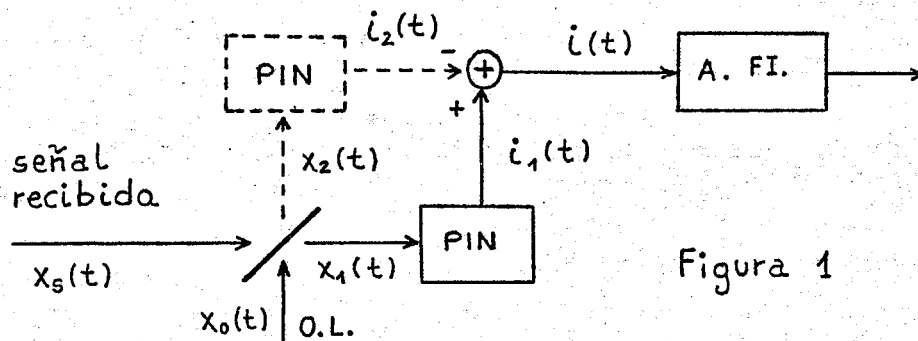 i₂(t)
-
i(t)
PIN
+
A. FI.
+
señal
recibida
x₂(t)
i₁(t)
PIN
x₁(t)
xₛ(t)
x₀(t)
O.L.
Figura 1